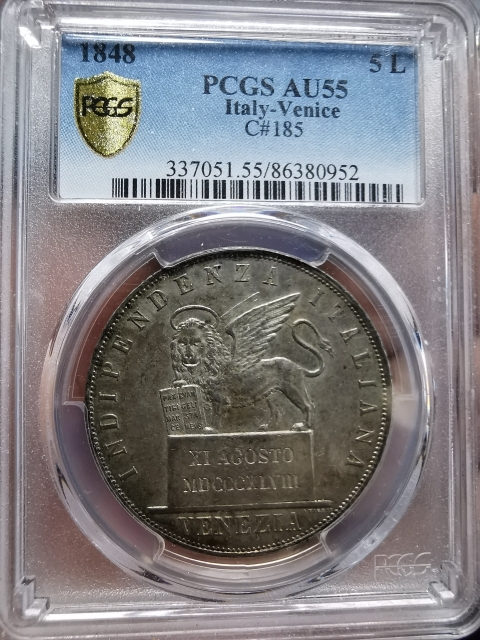 1848 5 L
PCGS
PCGS AU55
Italy-Venice
C#185
337051.55/86380952
INDIPENDENZA ITALIANA
XI AGOSTO
MDCCCXLVIII
VENEZIA
PCGS